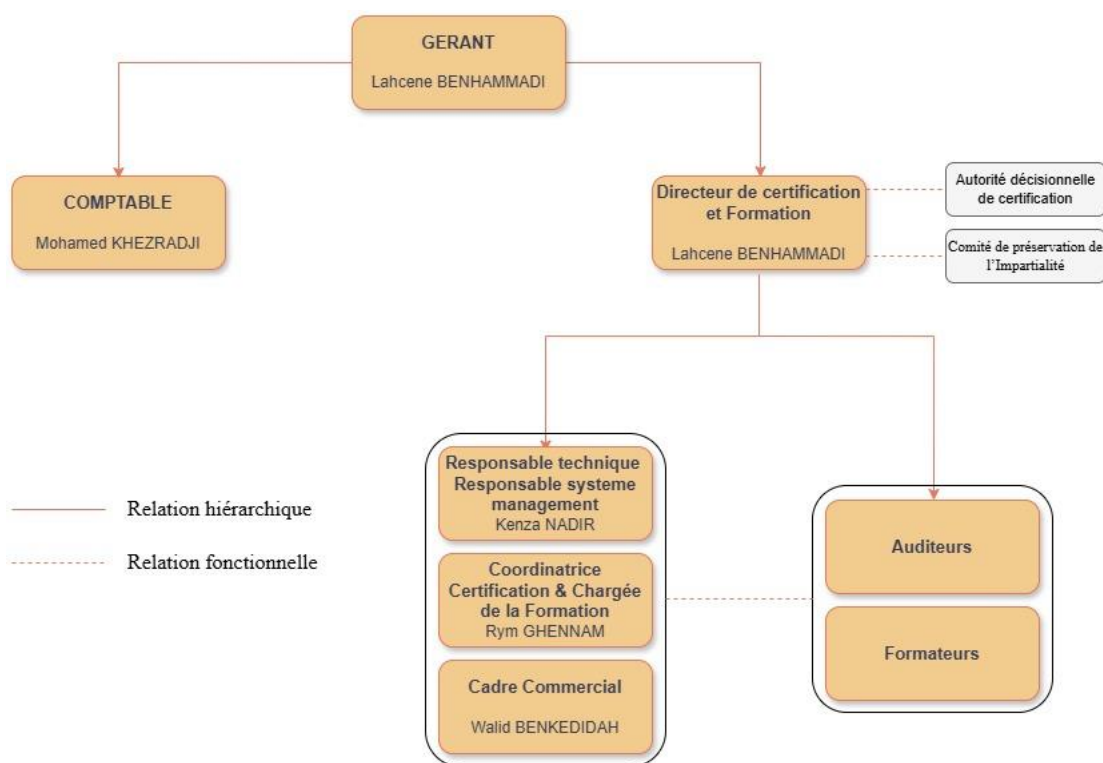 GERANT
Lahcene BENHAMMADI
COMPTABLE
Mohamed KHEZRADJI
Directeur de certification
et Formation
Lahcene BENHAMMADI
Autorité décisionnelle
de certification
Comité de préservation de
l'Impartialité
Responsable technique
Responsable systeme
management
Kenza NADIR
Coordinatrice
Certification & Chargée
de la Formation
Rym GHENNAM
Cadre Commercial
Walid BENKEDIDAH
Auditeurs
Formateurs
Relation hiérarchique
Relation fonctionnelle